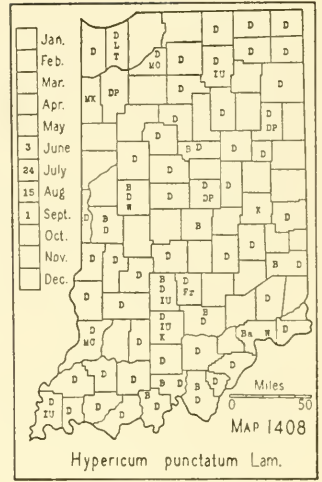 Jan.
Feb.
Mar.
Apr.
May
3 June
24 July
15 Aug
1 Sept.
Oct.
Nov.
Dec.
D D L T D MO D D D D
D D D D IU D D
MK DP D D D
D D D DP
D B D D D
D D D
B D W D D DP D
D B D B K
D D D D B D
D D B D IU D Fr D
D MC D IU K B D Ba W D
D D D D D D
D IU D D D D B D B D B D D
Miles
0 50
MAP 1408
Hypericum punctatum Lam.